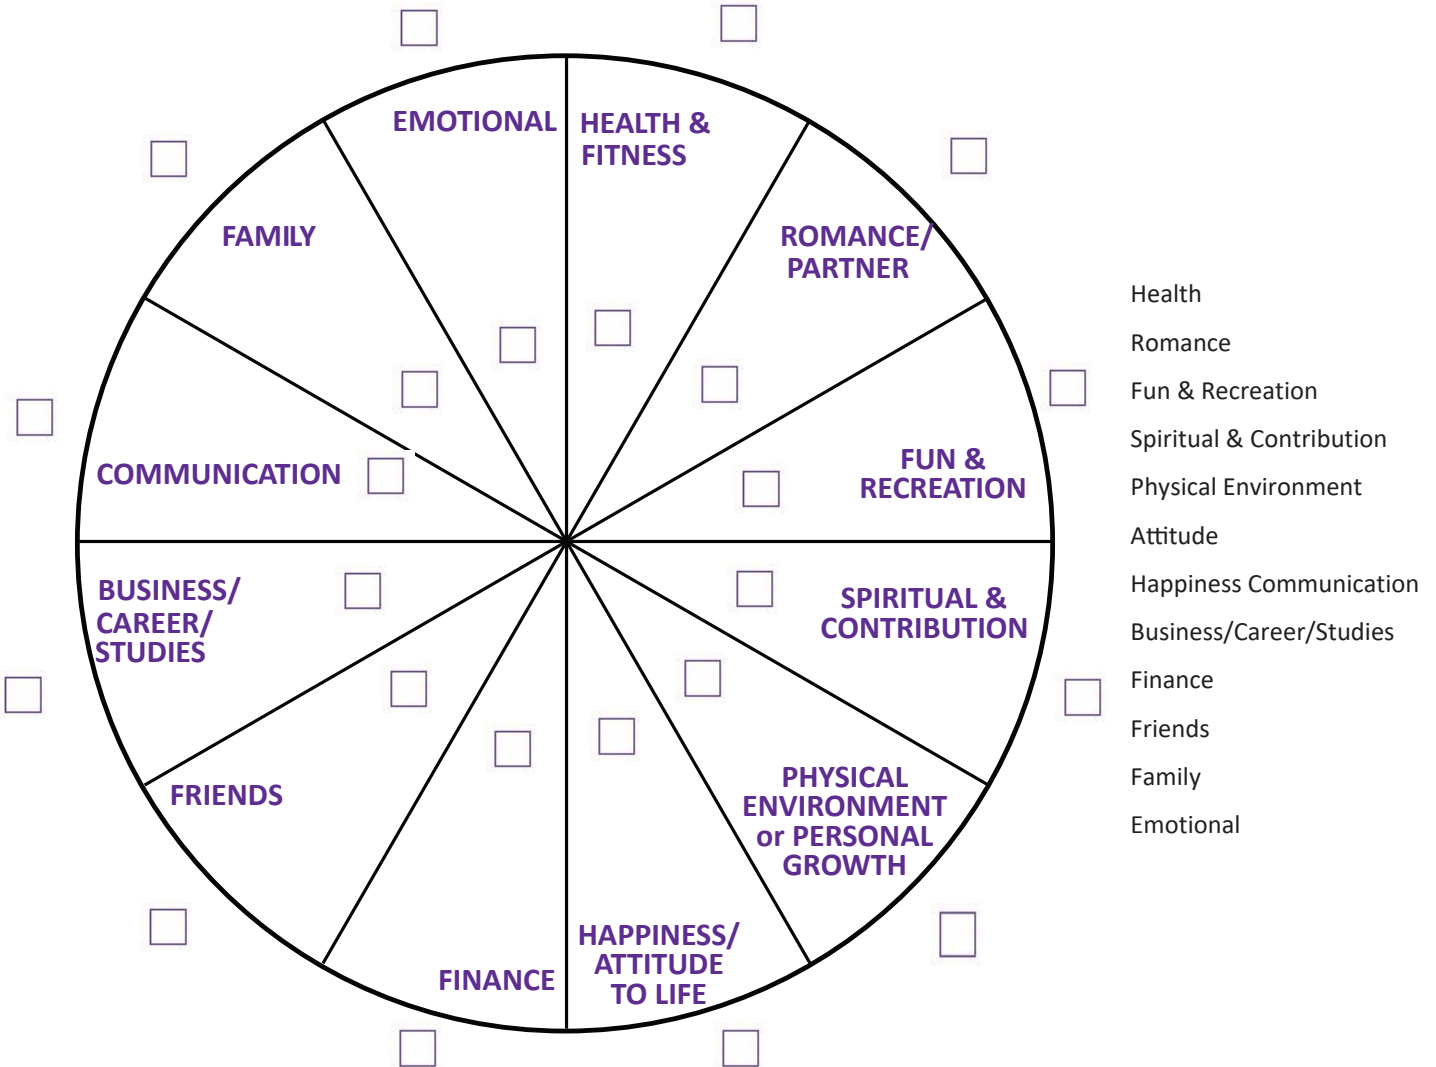 EMOTIONAL
HEALTH &
FITNESS
FAMILY
ROMANCE/
PARTNER
COMMUNICATION
FUN &
RECREATION
BUSINESS/
CAREER/
STUDIES
SPIRITUAL &
CONTRIBUTION
FRIENDS
PHYSICAL
ENVIRONMENT
or PERSONAL
GROWTH
FINANCE
HAPPINESS/
ATTITUDE
TO LIFE
Health
Romance
Fun & Recreation
Spiritual & Contribution
Physical Environment
Attitude
Happiness Communication
Business/Career/Studies
Finance
Friends
Family
Emotional